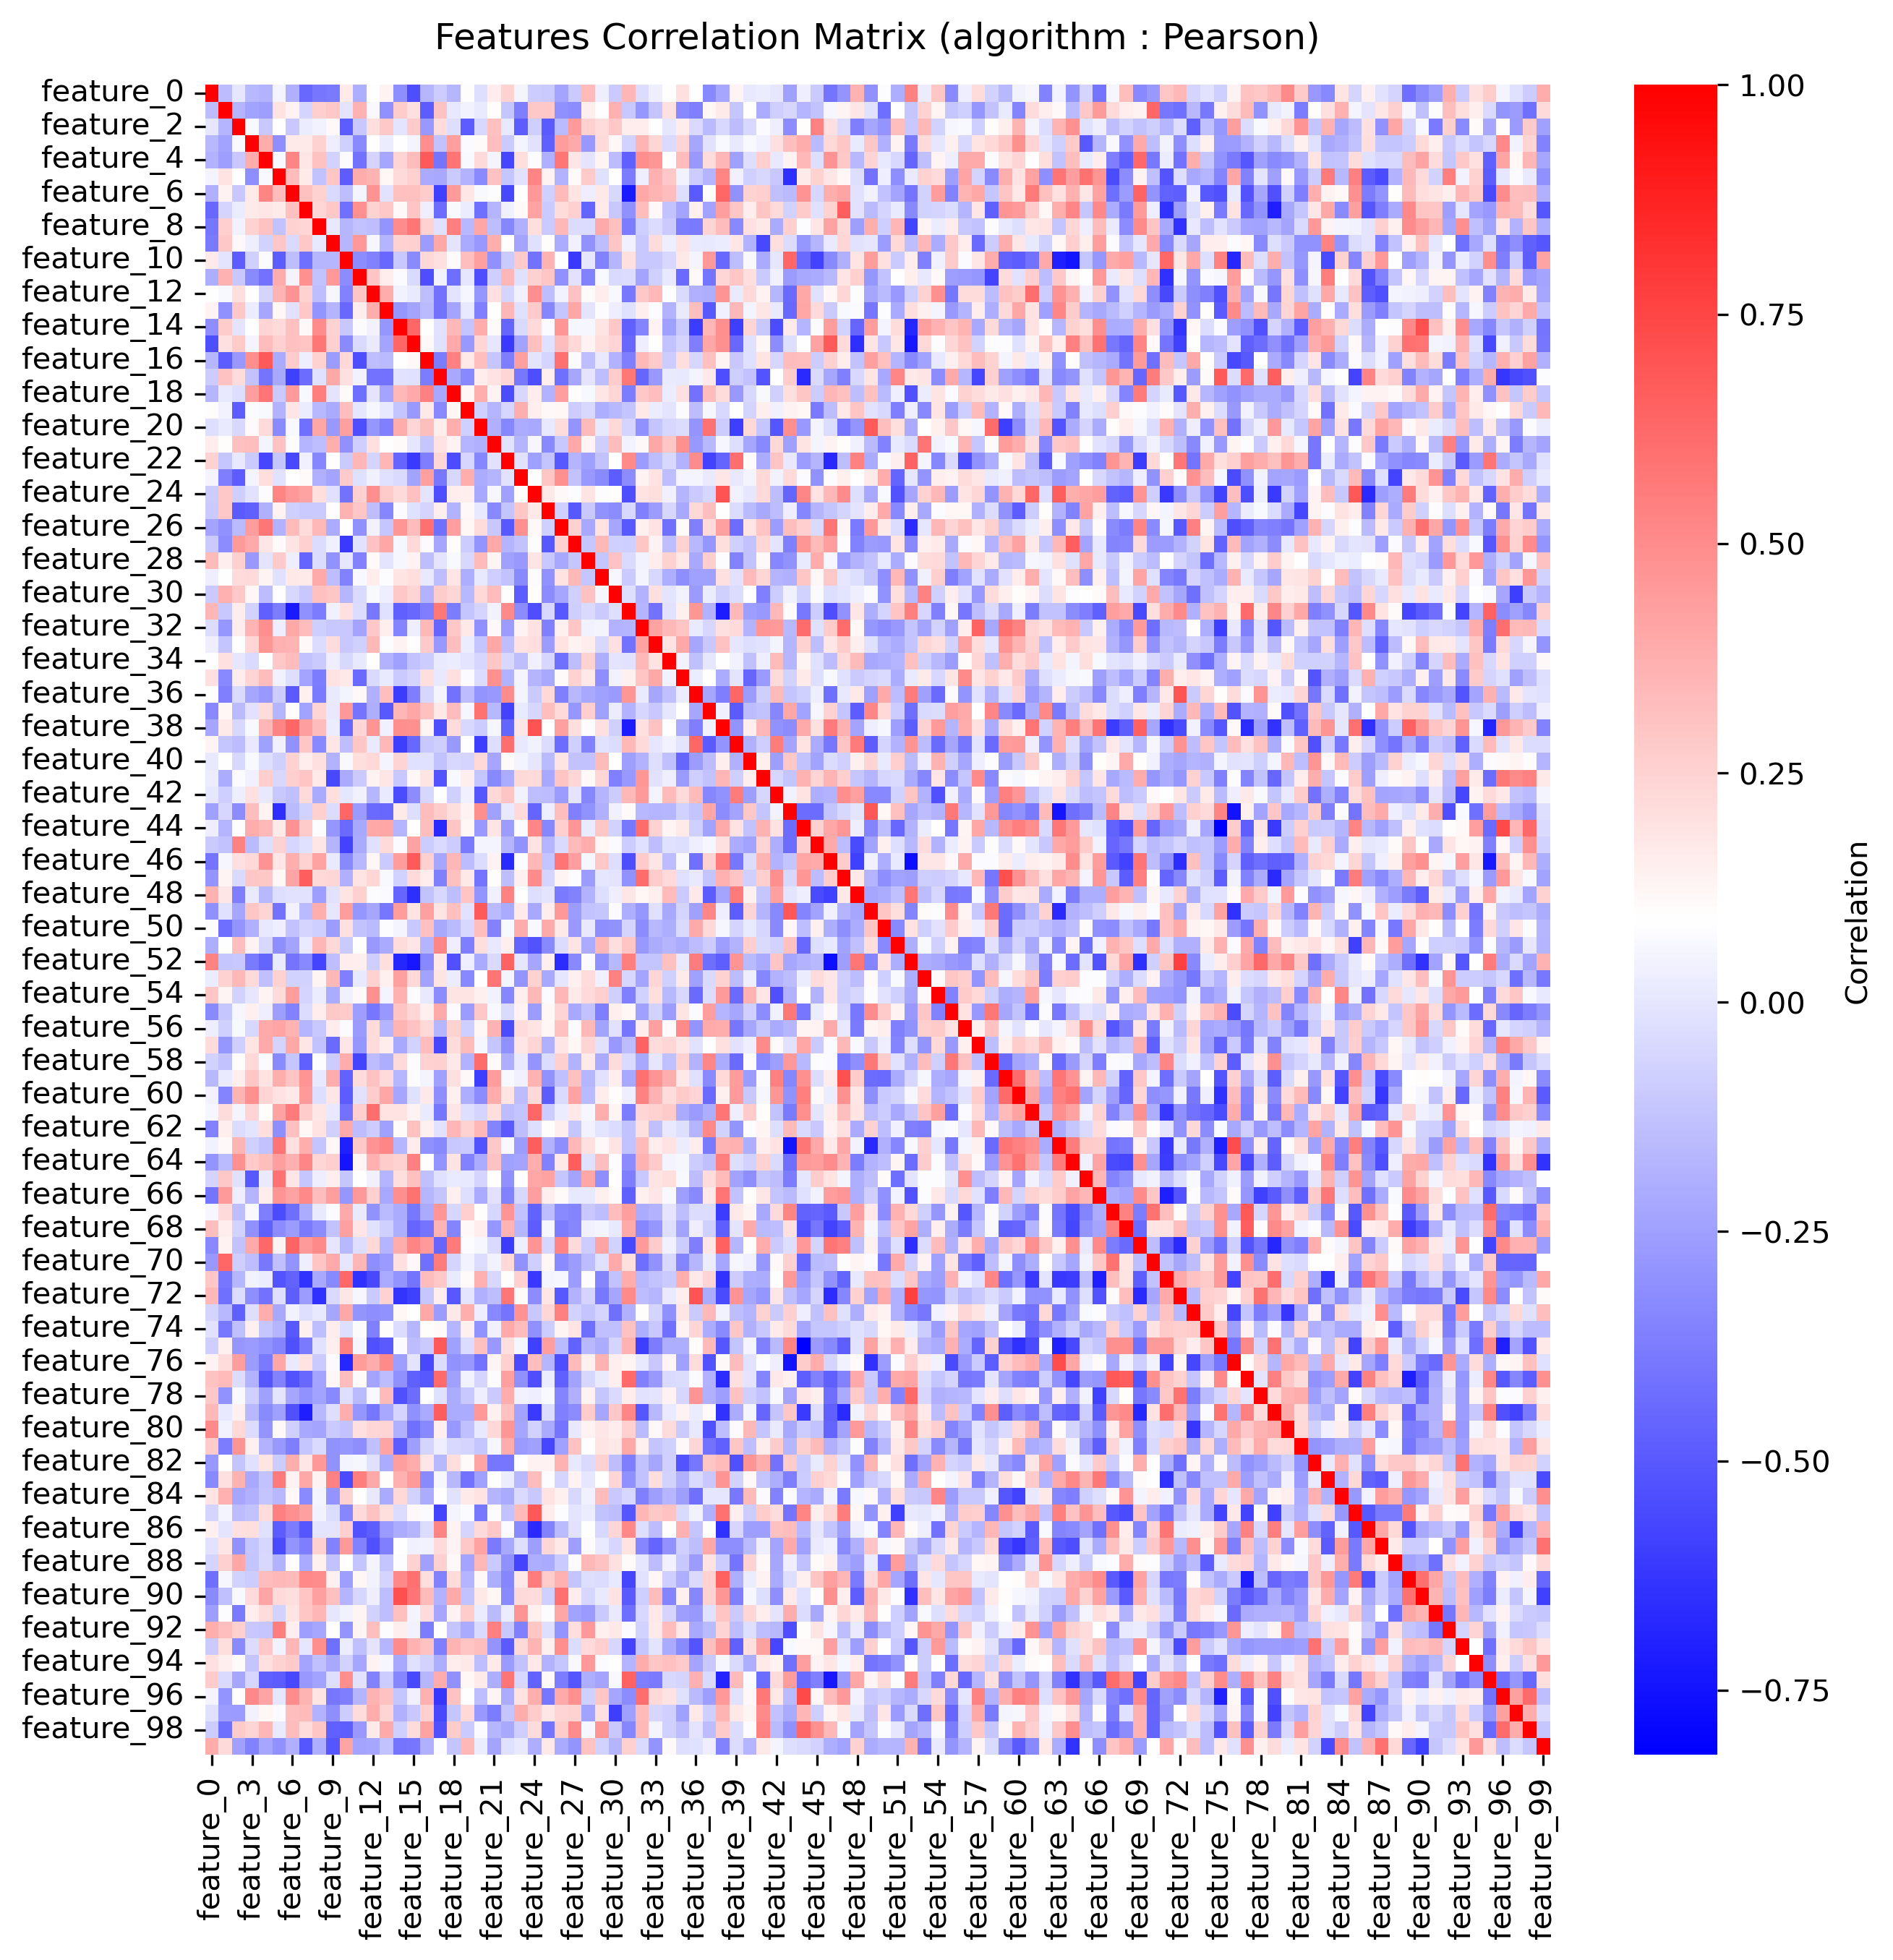 Features Correlation Matrix (algorithm : Pearson)
feature_0
feature_2
feature_4
feature_6
feature_8
feature_10
feature_12
feature_14
feature_16
feature_18
feature_20
feature_22
feature_24
feature_26
feature_28
feature_30
feature_32
feature_34
feature_36
feature_38
feature_40
feature_42
feature_44
feature_46
feature_48
feature_50
feature_52
feature_54
feature_56
feature_58
feature_60
feature_62
feature_64
feature_66
feature_68
feature_70
feature_72
feature_74
feature_76
feature_78
feature_80
feature_82
feature_84
feature_86
feature_88
feature_90
feature_92
feature_94
feature_96
feature_98
feature_0
feature_3
feature_6
feature_9
feature_12
feature_15
feature_18
feature_21
feature_24
feature_27
feature_30
feature_33
feature_36
feature_39
feature_42
feature_45
feature_48
feature_51
feature_54
feature_57
feature_60
feature_63
feature_66
feature_69
feature_72
feature_75
feature_78
feature_81
feature_84
feature_87
feature_90
feature_93
feature_96
feature_99
1.00
0.75
0.50
0.25
0.00
−0.25
−0.50
−0.75
Correlation